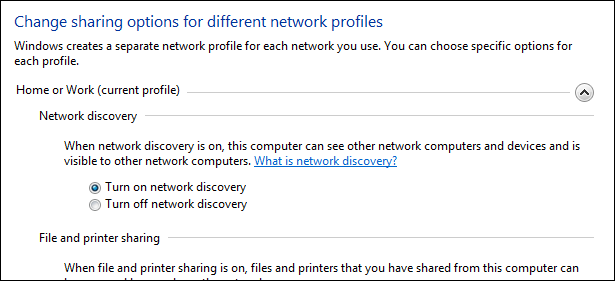 Change sharing options for different network profiles
Windows creates a separate network profile for each network you use. You can choose specific options for
each profile.
Home or Work (current profile)
Network discovery
When network discovery is on, this computer can see other network computers and devices and is
visible to other network computers. What is network discovery?
Turn on network discovery
Turn off network discovery
File and printer sharing
When file and printer sharing is on, files and printers that you have shared from this computer can